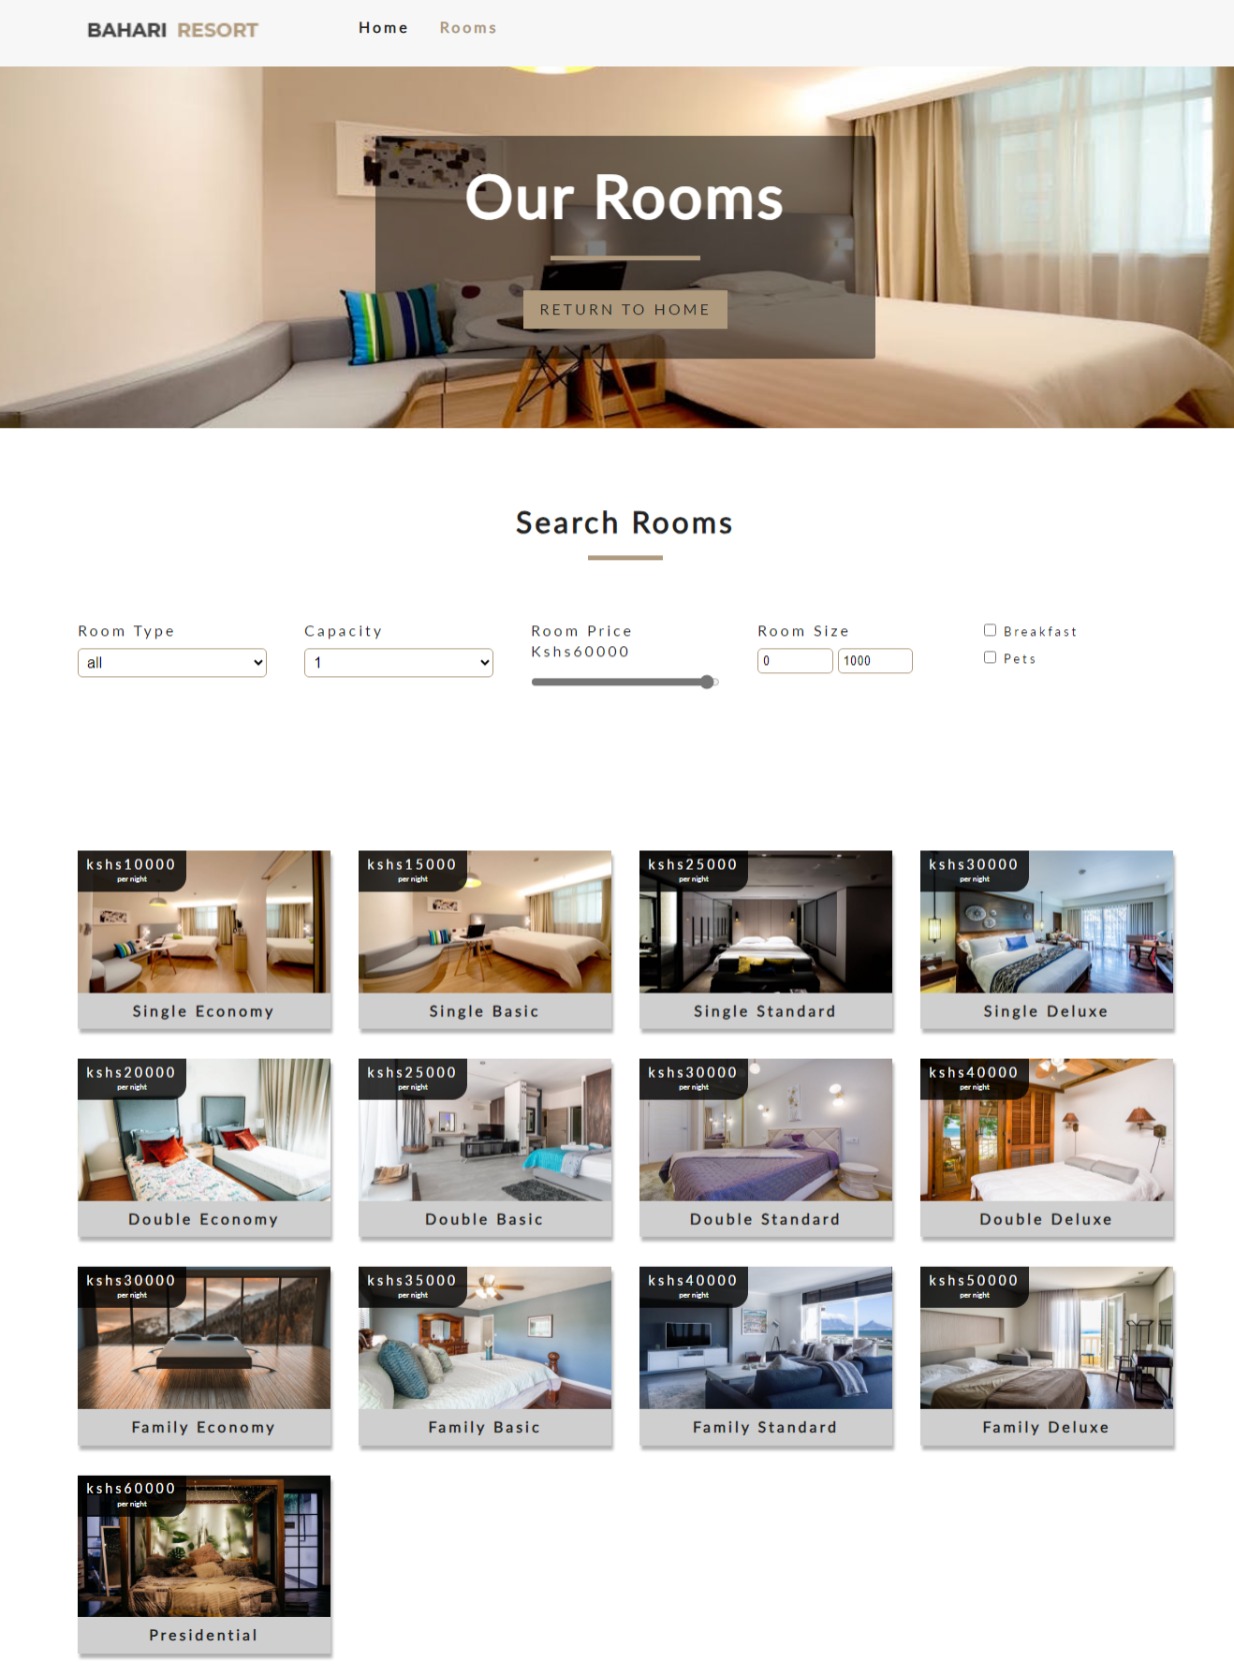 BAHARI RESORT
Home
Rooms
Our Rooms
RETURN TO HOME
Search Rooms
Room Type
all
Capacity
1
Room Price
Kshs60000
Room Size
0
1000
Breakfast
Pets
kshs10000
per night
Single Economy
kshs15000
per night
Single Basic
kshs25000
per night
Single Standard
kshs30000
per night
Single Deluxe
kshs20000
per night
Double Economy
kshs25000
per night
Double Basic
kshs30000
per night
Double Standard
kshs40000
per night
Double Deluxe
kshs30000
per night
Family Economy
kshs35000
per night
Family Basic
kshs40000
per night
Family Standard
kshs50000
per night
Family Deluxe
kshs60000
per night
Presidential